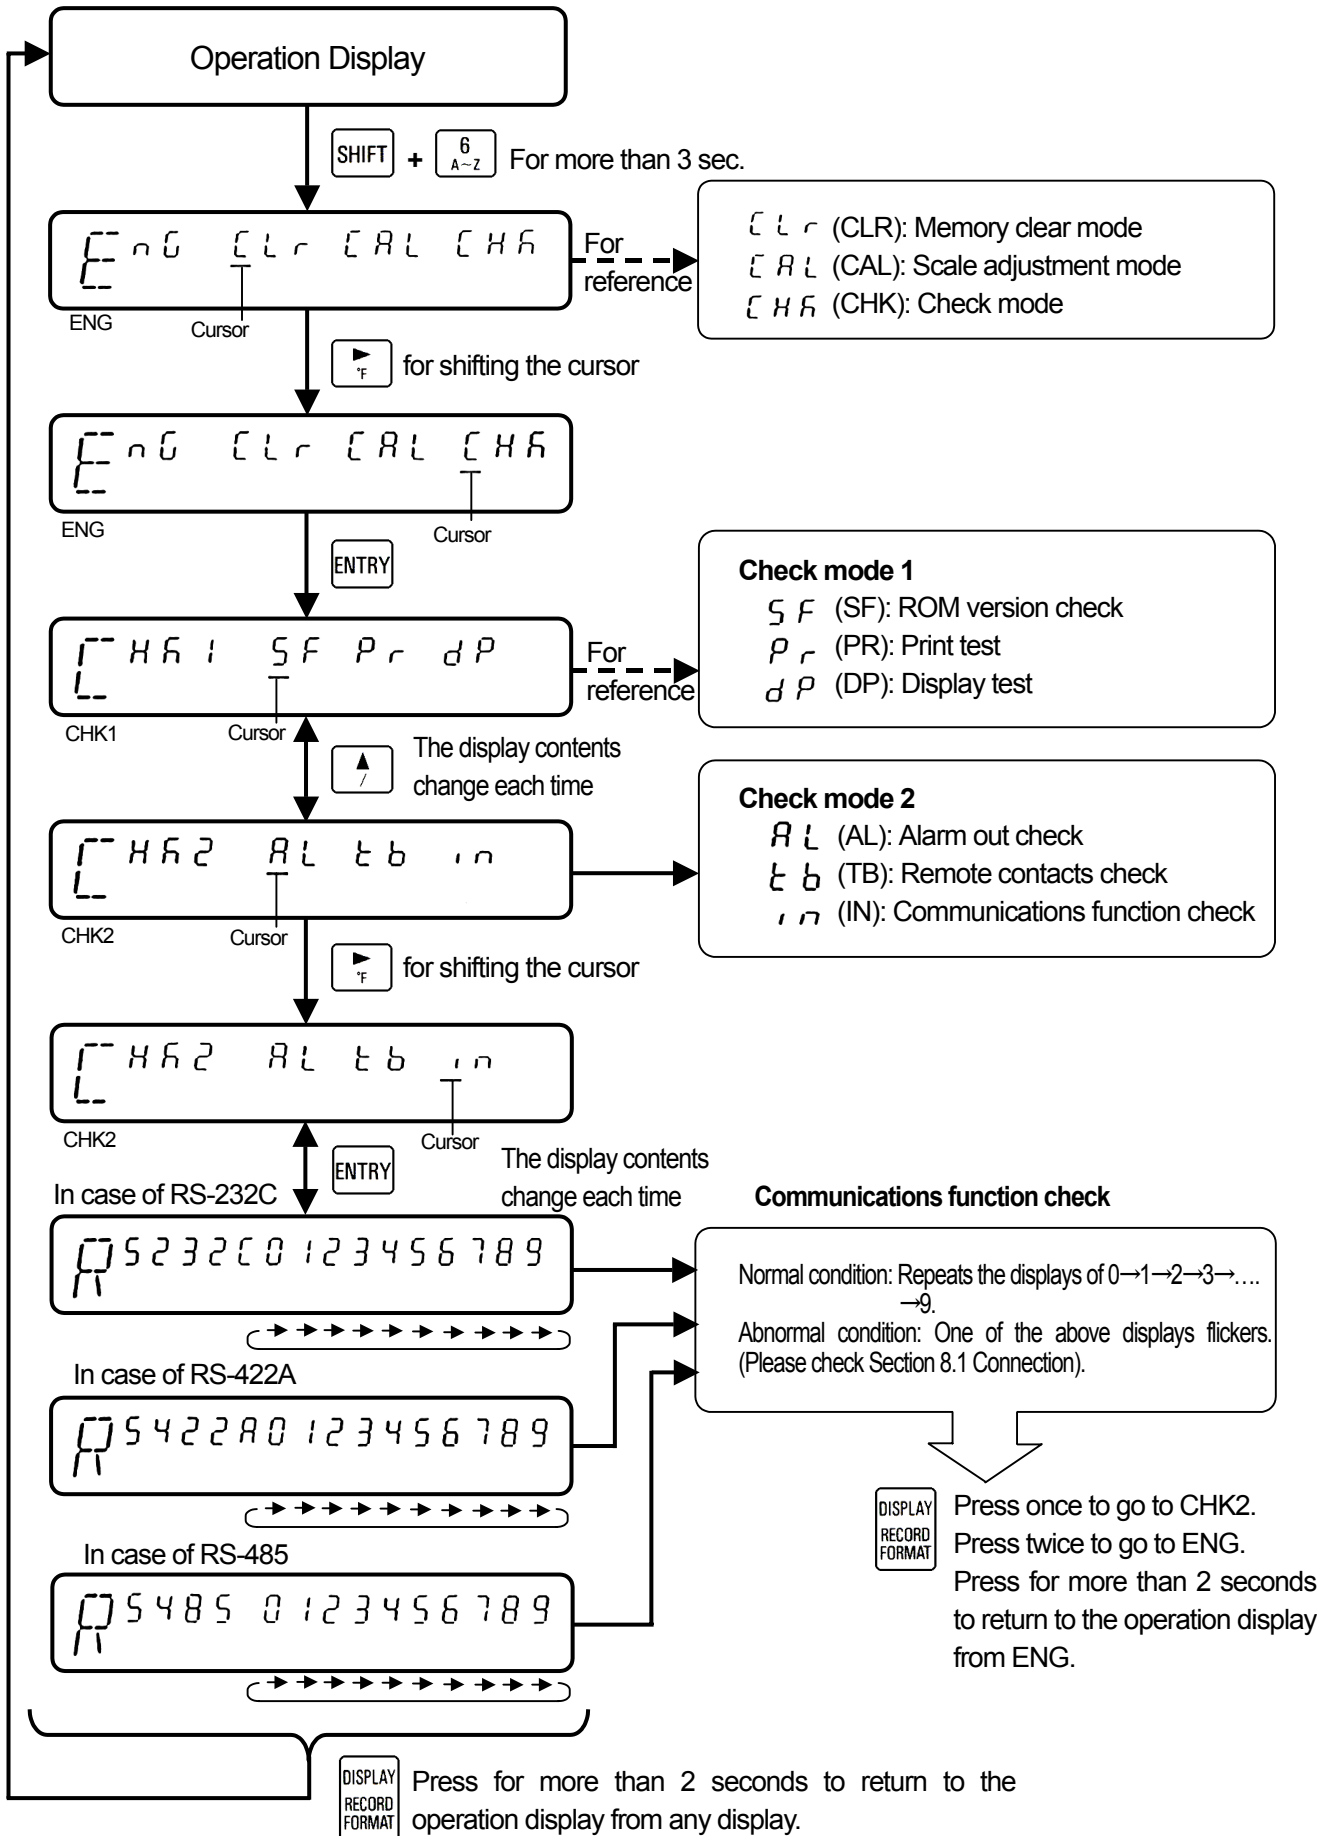 Operation Display
SHIFT + 6 A~Z For more than 3 sec.
EnG CLr CAL CHK
ENG
Cursor
For
reference
CLr (CLR): Memory clear mode
CAL (CAL): Scale adjustment mode
CHK (CHK): Check mode
°F for shifting the cursor
EnG CLr CAL CHK
ENG
Cursor
ENTRY
CHK1 SF Pr dP
CHK1
Cursor
For
reference
Check mode 1
SF (SF): ROM version check
Pr (PR): Print test
dP (DP): Display test
/
The display contents
change each time
CHK2 AL tb in
CHK2
Cursor
Check mode 2
AL (AL): Alarm out check
tb (TB): Remote contacts check
in (IN): Communications function check
°F for shifting the cursor
CHK2 AL tb in
CHK2
Cursor
ENTRY
The display contents
change each time
In case of RS-232C
RS232C0123456789
In case of RS-422A
RS422A0123456789
In case of RS-485
RS485 0123456789
Communications function check
Normal condition: Repeats the displays of 0→1→2→3→….
→9.
Abnormal condition: One of the above displays flickers.
(Please check Section 8.1 Connection).
DISPLAY
RECORD
FORMAT
Press once to go to CHK2.
Press twice to go to ENG.
Press for more than 2 seconds
to return to the operation display
from ENG.
DISPLAY
RECORD
FORMAT
Press for more than 2 seconds to return to the
operation display from any display.